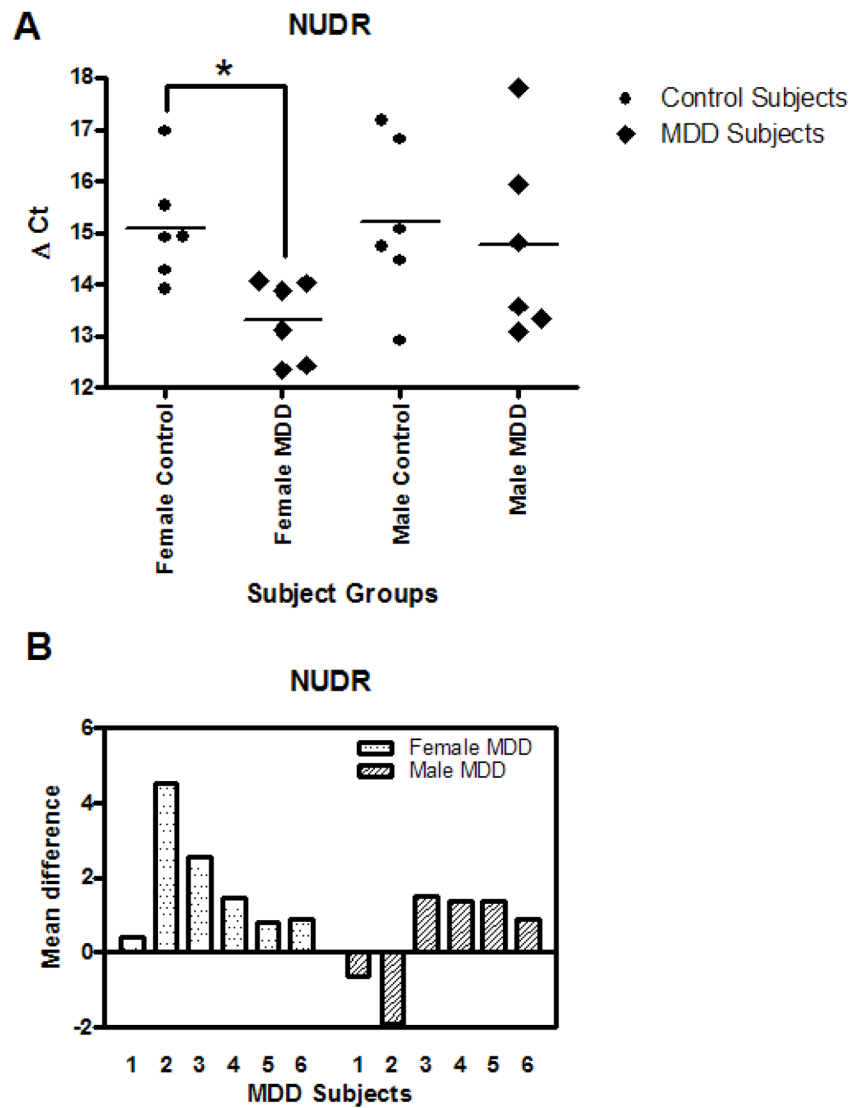 A
NUDR
*
18
17
16
15
14
13
12
Δ Ct
Control Subjects
MDD Subjects
Female Control
Female MDD
Male Control
Male MDD
Subject Groups
B
NUDR
6
4
2
0
-2
Mean difference
Female MDD
Male MDD
1 2 3 4 5 6 1 2 3 4 5 6
MDD Subjects